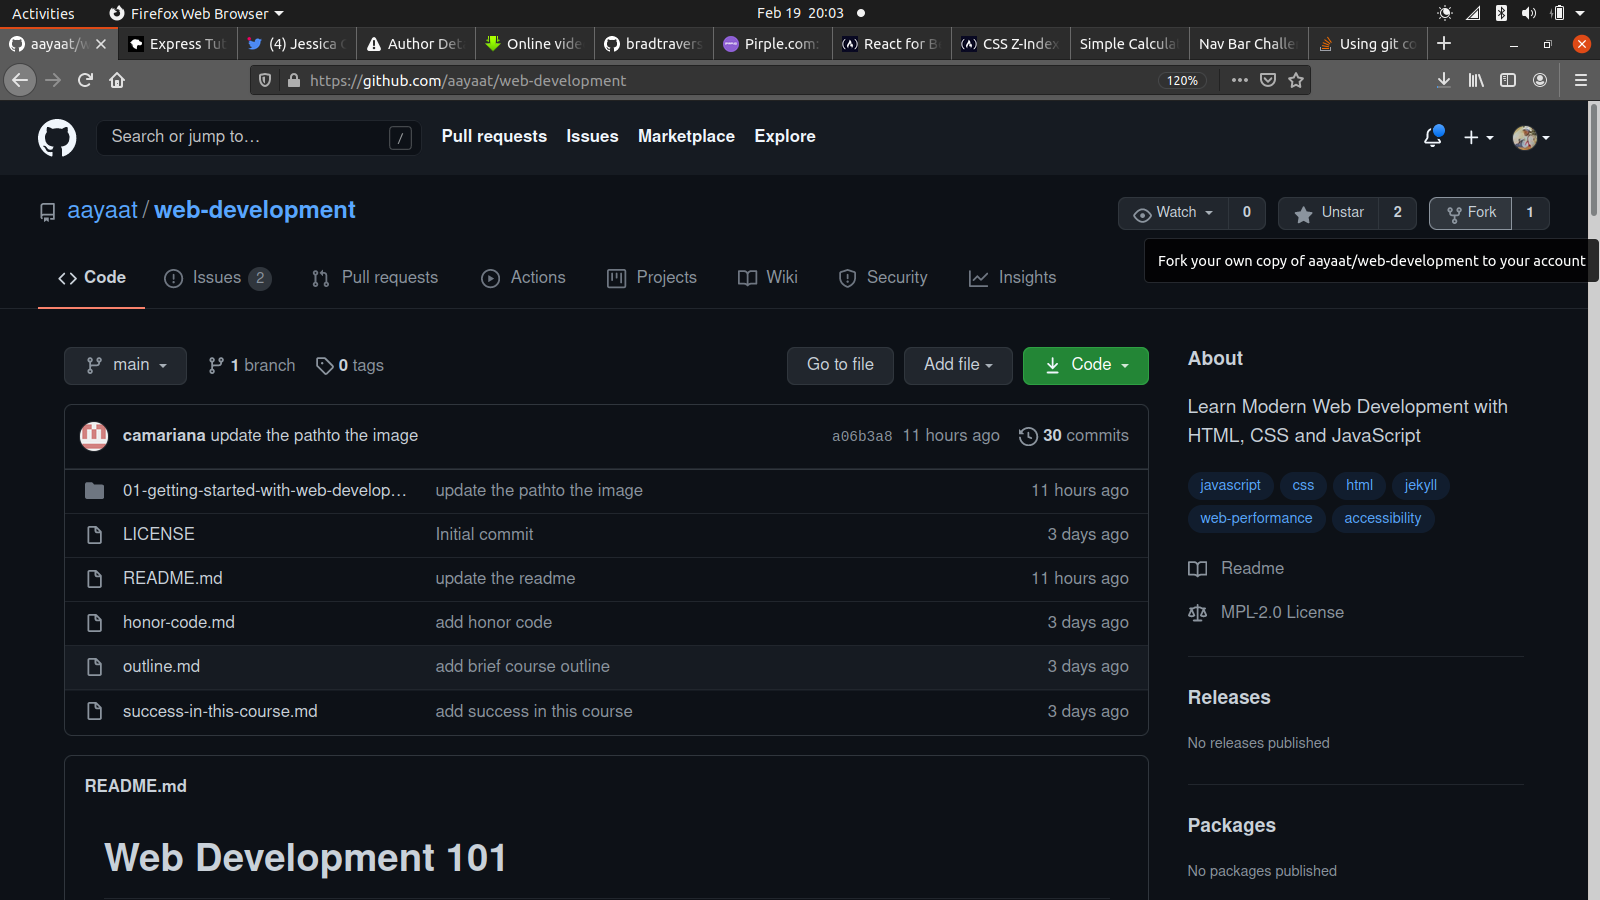 Activities Firefox Web Browser Feb 19 20:03
aayaat/w Express Tut (4) Jessica Author Det Online vide bradtravers Pirple.com: React for B CSS Z-Index Simple Calcula Nav Bar Challe Using git co
https://github.com/aayaat/web-development 120%
Search or jump to… / Pull requests Issues Marketplace Explore
aayaat / web-development Watch 0 Unstar 2 Fork 1
Fork your own copy of aayaat/web-development to your account
Code Issues 2 Pull requests Actions Projects Wiki Security Insights
main 1 branch 0 tags Go to file Add file Code
camariana update the pathto the image a06b3a8 11 hours ago 30 commits
01-getting-started-with-web-develop… update the pathto the image 11 hours ago
LICENSE Initial commit 3 days ago
README.md update the readme 11 hours ago
honor-code.md add honor code 3 days ago
outline.md add brief course outline 3 days ago
success-in-this-course.md add success in this course 3 days ago
README.md
Web Development 101
About
Learn Modern Web Development with
HTML, CSS and JavaScript
javascript css html jekyll
web-performance accessibility
Readme
MPL-2.0 License
Releases
No releases published
Packages
No packages published